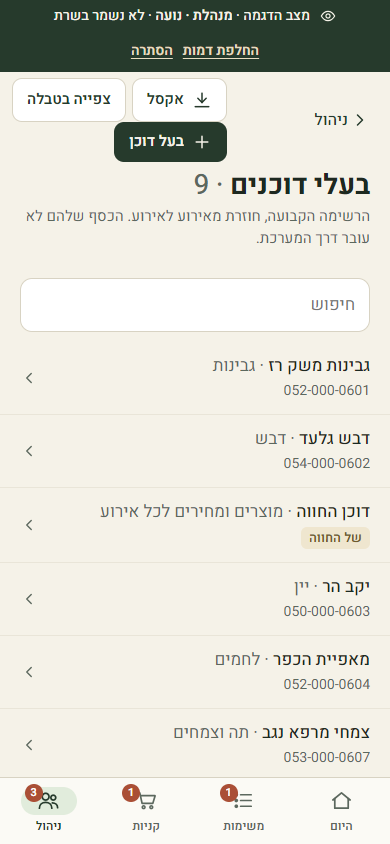 מצב הדגמה · מנהלת · נועה · לא נשמר בשרת
החלפת דמות הסתרה
ניהול
אקסל
צפייה בטבלה
בעל דוכן
בעלי דוכנים · 9
הרשימה הקבועה, חוזרת מאירוע לאירוע. הכסף שלהם לא
עובר דרך המערכת.
חיפוש
גבינות משק רז · גבינות
052-000-0601
דבש גלעד · דבש
054-000-0602
דוכן החווה · מוצרים ומחירים לכל אירוע
של החווה
יקב הר · יין
050-000-0603
מאפיית הכפר · לחמים
052-000-0604
צמחי מרפא נגב · תה וצמחים
053-000-0607
היום
1 משימות
1 קניות
3 ניהול